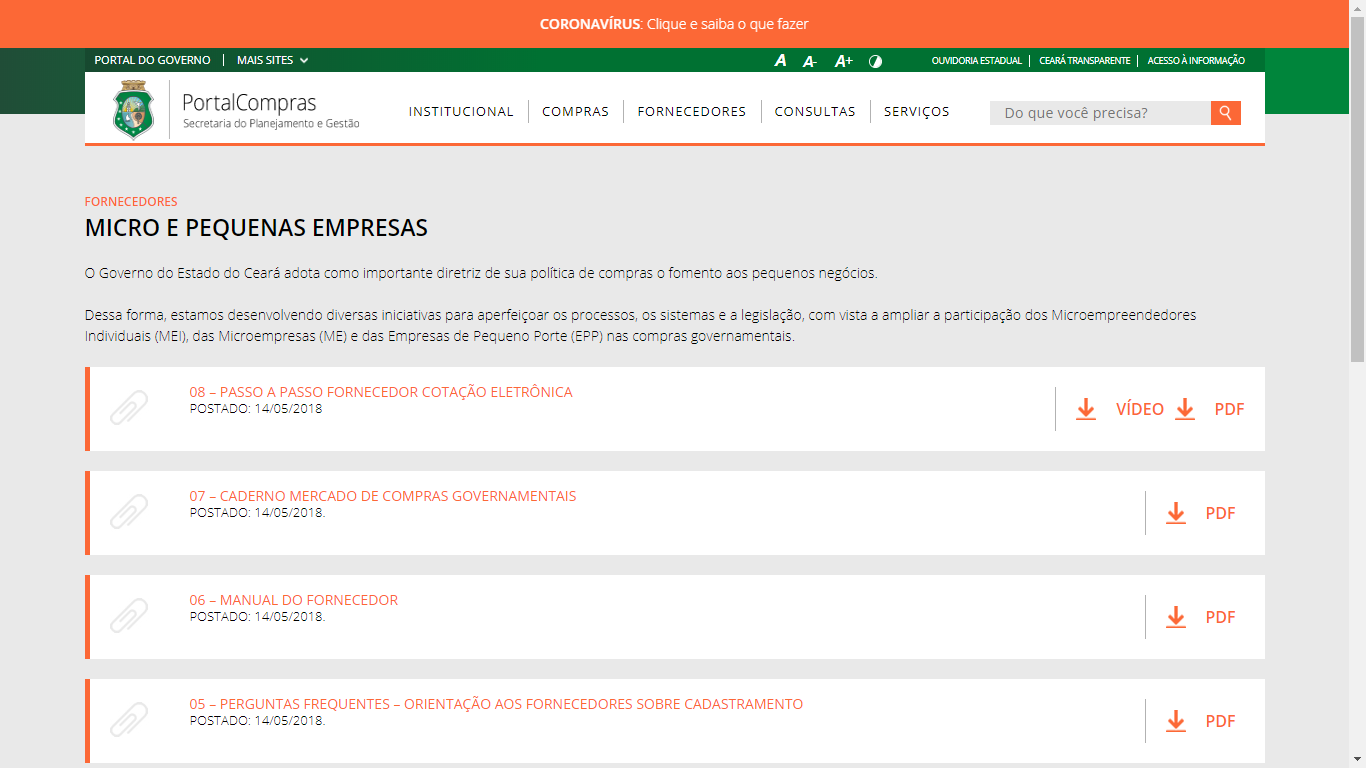 CORONAVÍRUS: Clique e saiba o que fazer
PORTAL DO GOVERNO | MAIS SITES
A A- A+ OUVIDORIA ESTADUAL | CEARÁ TRANSPARENTE | ACESSO À INFORMAÇÃO
PortalCompras
Secretaria do Planejamento e Gestão
INSTITUCIONAL | COMPRAS | FORNECEDORES | CONSULTAS | SERVIÇOS
Do que você precisa?
FORNECEDORES
MICRO E PEQUENAS EMPRESAS
O Governo do Estado do Ceará adota como importante diretriz de sua política de compras o fomento aos pequenos negócios.
Dessa forma, estamos desenvolvendo diversas iniciativas para aperfeiçoar os processos, os sistemas e a legislação, com vista a ampliar a participação dos Microempreendedores
Individuais (MEI), das Microempresas (ME) e das Empresas de Pequeno Porte (EPP) nas compras governamentais.
08 – PASSO A PASSO FORNECEDOR COTAÇÃO ELETRÔNICA
POSTADO: 14/05/2018
VÍDEO PDF
07 – CADERNO MERCADO DE COMPRAS GOVERNAMENTAIS
POSTADO: 14/05/2018.
PDF
06 – MANUAL DO FORNECEDOR
POSTADO: 14/05/2018.
PDF
05 – PERGUNTAS FREQUENTES – ORIENTAÇÃO AOS FORNECEDORES SOBRE CADASTRAMENTO
POSTADO: 14/05/2018.
PDF